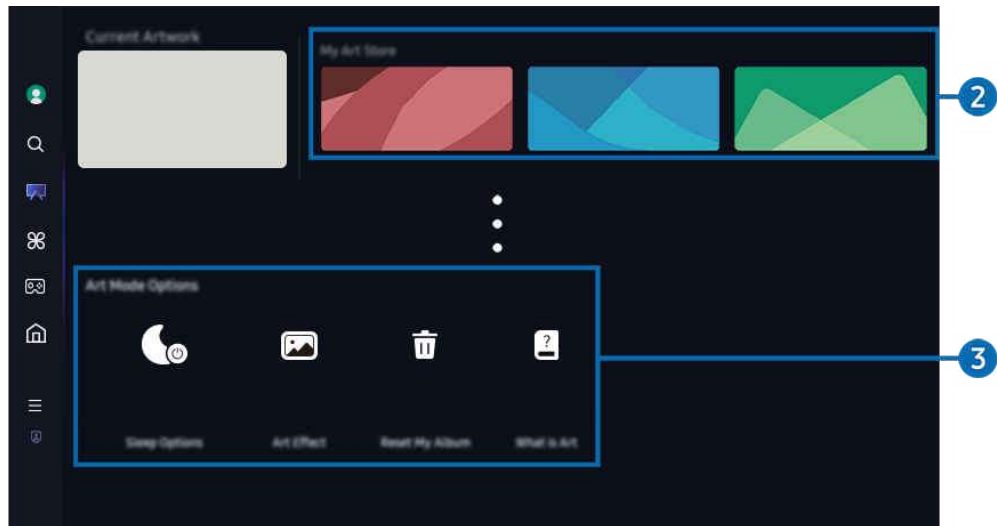 Current Artwork
My Art Store
2
Art Mode Options
3
Sleep Options
Art Effect
Reset My Album
What is Art